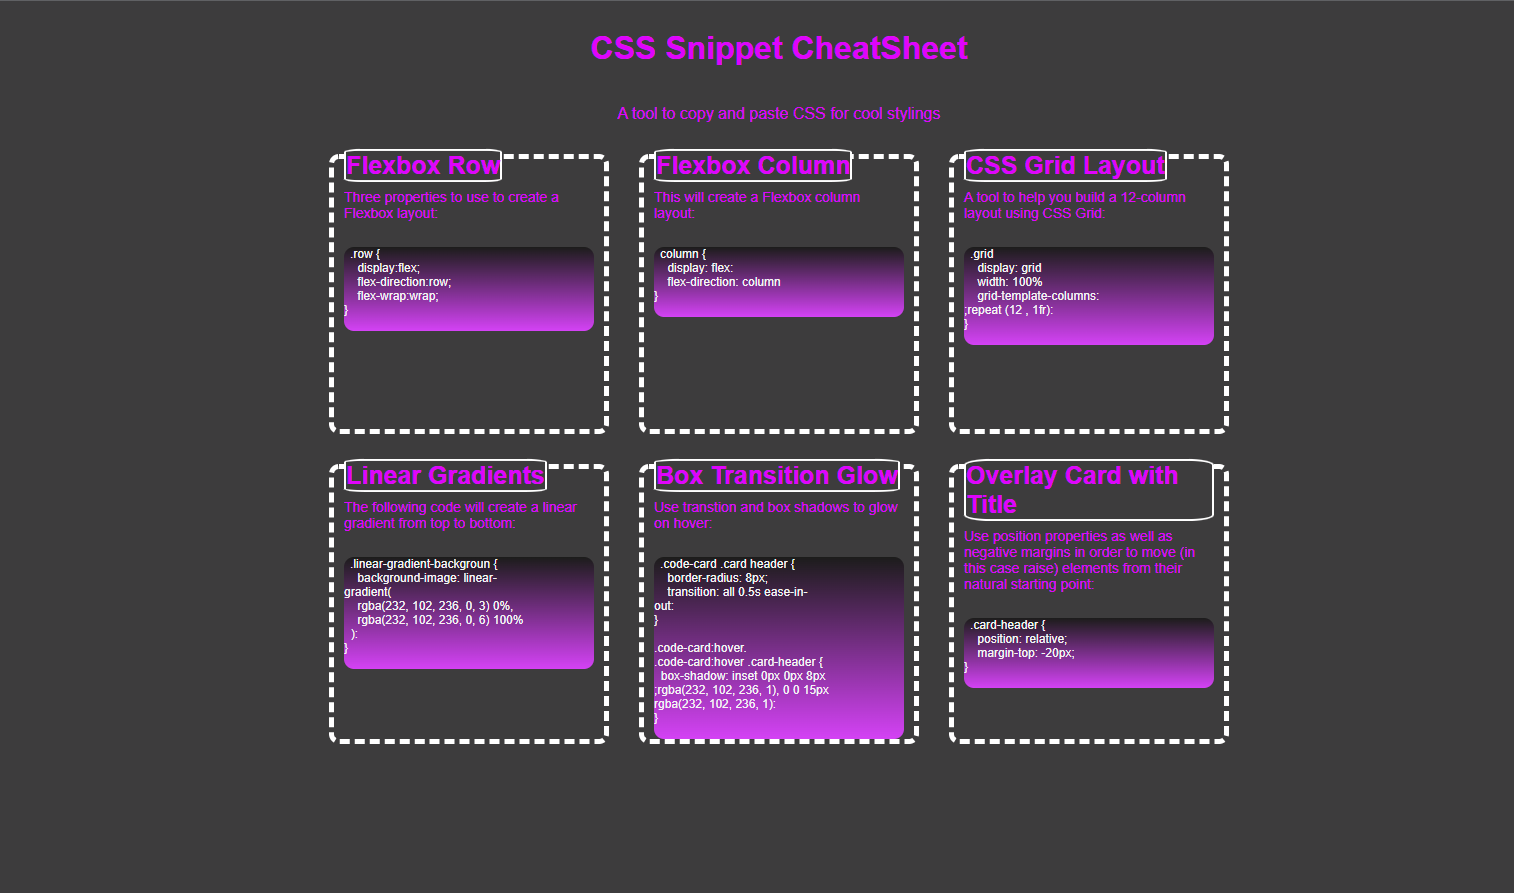 CSS Snippet CheatSheet
A tool to copy and paste CSS for cool stylings
Flexbox Row
Three properties to use to create a
Flexbox layout:
.row {
display:flex;
flex-direction:row;
flex-wrap:wrap;
}
Flexbox Column
This will create a Flexbox column
layout:
column {
display: flex:
flex-direction: column
}
CSS Grid Layout
A tool to help you build a 12-column
layout using CSS Grid:
.grid
display: grid
width: 100%
grid-template-columns:
;repeat (12 , 1fr):
}
Linear Gradients
The following code will create a linear
gradient from top to bottom:
.linear-gradient-backgroun {
background-image: linear-
gradient(
rgba(232, 102, 236, 0, 3) 0%,
rgba(232, 102, 236, 0, 6) 100%
):
}
Box Transition Glow
Use transtion and box shadows to glow
on hover:
.code-card .card header {
border-radius: 8px;
transition: all 0.5s ease-in-
out:
}
.code-card:hover.
.code-card:hover .card-header {
box-shadow: inset 0px 0px 8px
;rgba(232, 102, 236, 1), 0 0 15px
rgba(232, 102, 236, 1):
}
Overlay Card with
Title
Use position properties as well as
negative margins in order to move (in
this case raise) elements from their
natural starting point:
.card-header {
position: relative;
margin-top: -20px;
}